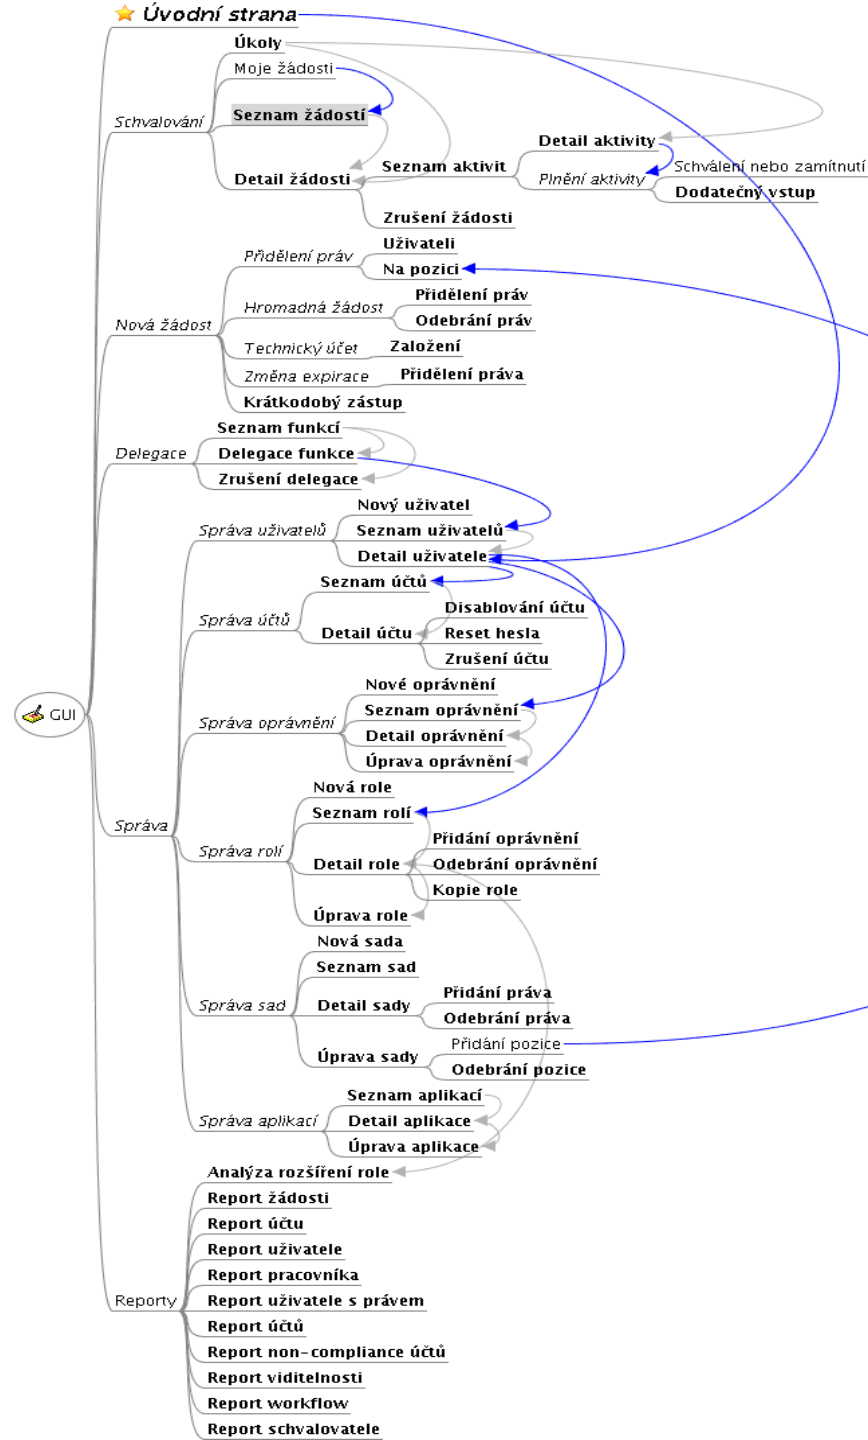 Úvodní strana
Úkoly
Moje žádosti
Seznam žádostí
Schvalování
Detail aktivity
Seznam aktivit
Schválení nebo zamítnutí
Plnění aktivity
Detail žádosti
Dodatečný vstup
Zrušení žádosti
Uživateli
Přidělení práv
Na pozici
Přidělení práv
Hromadná žádost
Odebrání práv
Nová žádost
Technický účet
Založení
Změna expirace
Přidělení práva
Krátkodobý zástup
Seznam funkcí
Delegace
Delegace funkce
Zrušení delegace
Nový uživatel
Správa uživatelů
Seznam uživatelů
Detail uživatele
Seznam účtů
Disablování účtu
Správa účtů
Detail účtu
Reset hesla
Zrušení účtu
Nové oprávnění
Seznam oprávnění
GUI
Správa oprávnění
Detail oprávnění
Úprava oprávnění
Nová role
Seznam rolí
Správa
Přidání oprávnění
Správa rolí
Detail role
Odebrání oprávnění
Kopie role
Úprava role
Nová sada
Seznam sad
Přidání práva
Správa sad
Detail sady
Odebrání práva
Přidání pozice
Úprava sady
Odebrání pozice
Seznam aplikací
Správa aplikací
Detail aplikace
Úprava aplikace
Analýza rozšíření role
Report žádosti
Report účtu
Report uživatele
Report pracovníka
Reporty
Report uživatele s právem
Report účtů
Report non-compliance účtů
Report viditelnosti
Report workflow
Report schvalovatele